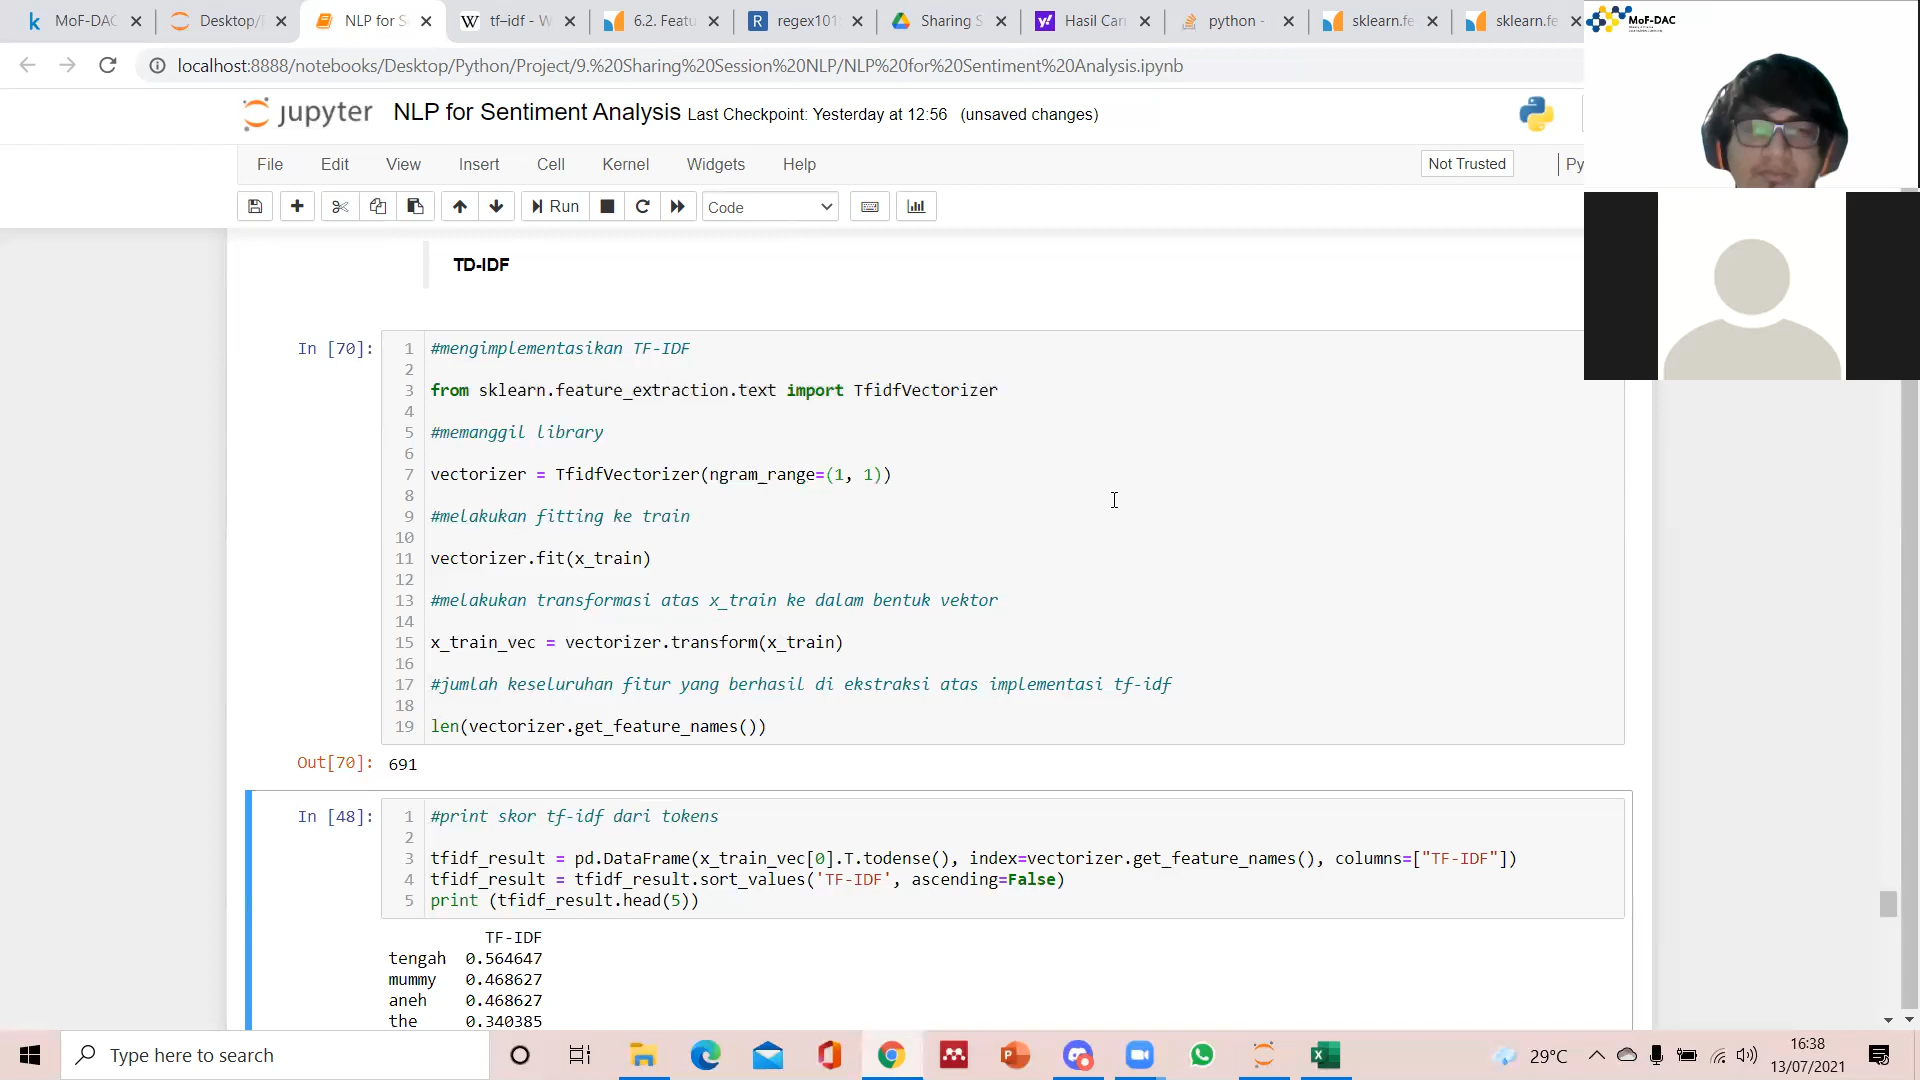 MoF-DAC
Desktop/
NLP for S
tf-idf - W
6.2. Featu
regex101
Sharing S
Hasil Can
python -
sklearn.fe
sklearn.fe
MoF-DAC
localhost:8888/notebooks/Desktop/Python/Project/9.%20Sharing%20Session%20NLP/NLP%20for%20Sentiment%20Analysis.ipynb
jupyter NLP for Sentiment Analysis Last Checkpoint: Yesterday at 12:56 (unsaved changes)
File Edit View Insert Cell Kernel Widgets Help Not Trusted Py
Run Code
TD-IDF
In [70]:
1 #mengimplementasikan TF-IDF
2
3 from sklearn.feature_extraction.text import TfidfVectorizer
4
5 #memanggil library
6
7 vectorizer = TfidfVectorizer(ngram_range=(1, 1))
8
9 #melakukan fitting ke train
10
11 vectorizer.fit(x_train)
12
13 #melakukan transformasi atas x_train ke dalam bentuk vektor
14
15 x_train_vec = vectorizer.transform(x_train)
16
17 #jumlah keseluruhan fitur yang berhasil di ekstraksi atas implementasi tf-idf
18
19 len(vectorizer.get_feature_names())
Out[70]: 691
In [48]:
1 #print skor tf-idf dari tokens
2
3 tfidf_result = pd.DataFrame(x_train_vec[0].T.todense(), index=vectorizer.get_feature_names(), columns=["TF-IDF"])
4 tfidf_result = tfidf_result.sort_values('TF-IDF', ascending=False)
5 print (tfidf_result.head(5))
TF-IDF
tengah 0.564647
mummy 0.468627
aneh 0.468627
the 0.340385
Type here to search
29°C
16:38
13/07/2021